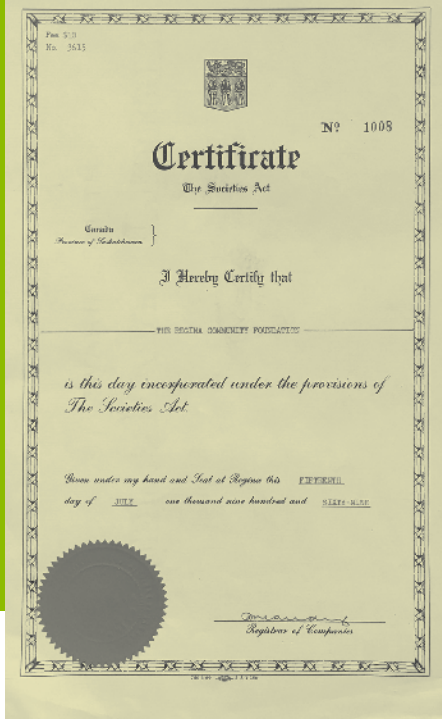 Fee $10
No. 3615
Nº 1008
Certificate
The Societies Act
Canada
Province of Saskatchewan
I Hereby Certify that
THE REGINA COMMUNITY FOUNDATION
is this day incorporated under the provisions of
The Societies Act.
Given under my hand and Seal at Regina this FIFTEENTH
day of JULY one thousand nine hundred and SIXTY-NINE
Registrar of Companies